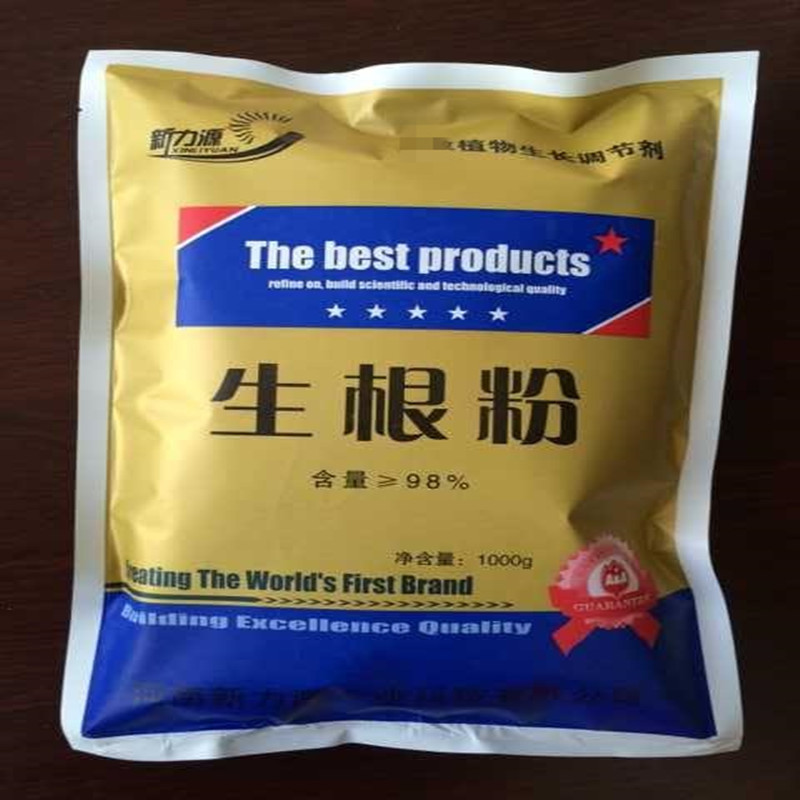 新力源
XINLIYUAN
植物生长调节剂
The best products
refine on, build scientific and technological quality
生根粉
含量≥98%
净含量：1000g
eating The World's First Brand
Building Excellence Quality
GUARANTEE